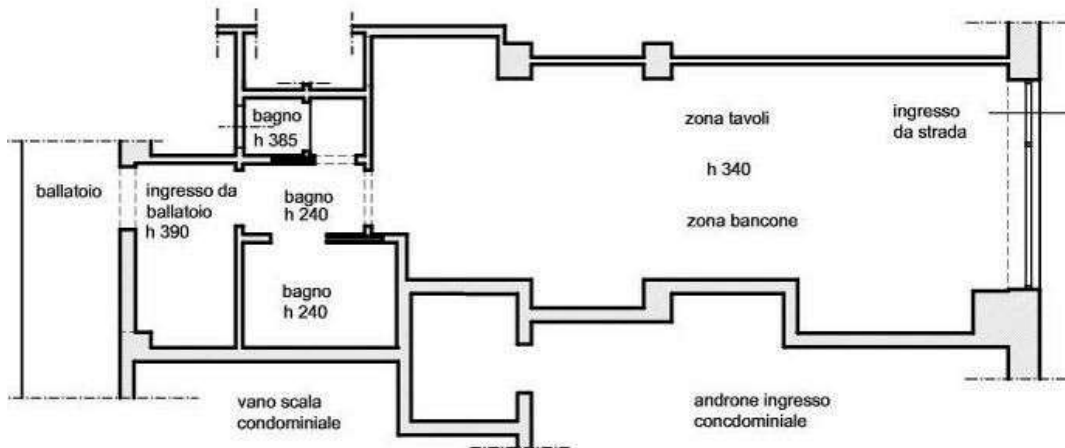 bagno
h 385
zona tavoli
ingresso
da strada
h 340
ballatoio
ingresso da
ballatoio
h 390
bagno
h 240
zona bancone
bagno
h 240
vano scala
condominiale
androne ingresso
concdominiale